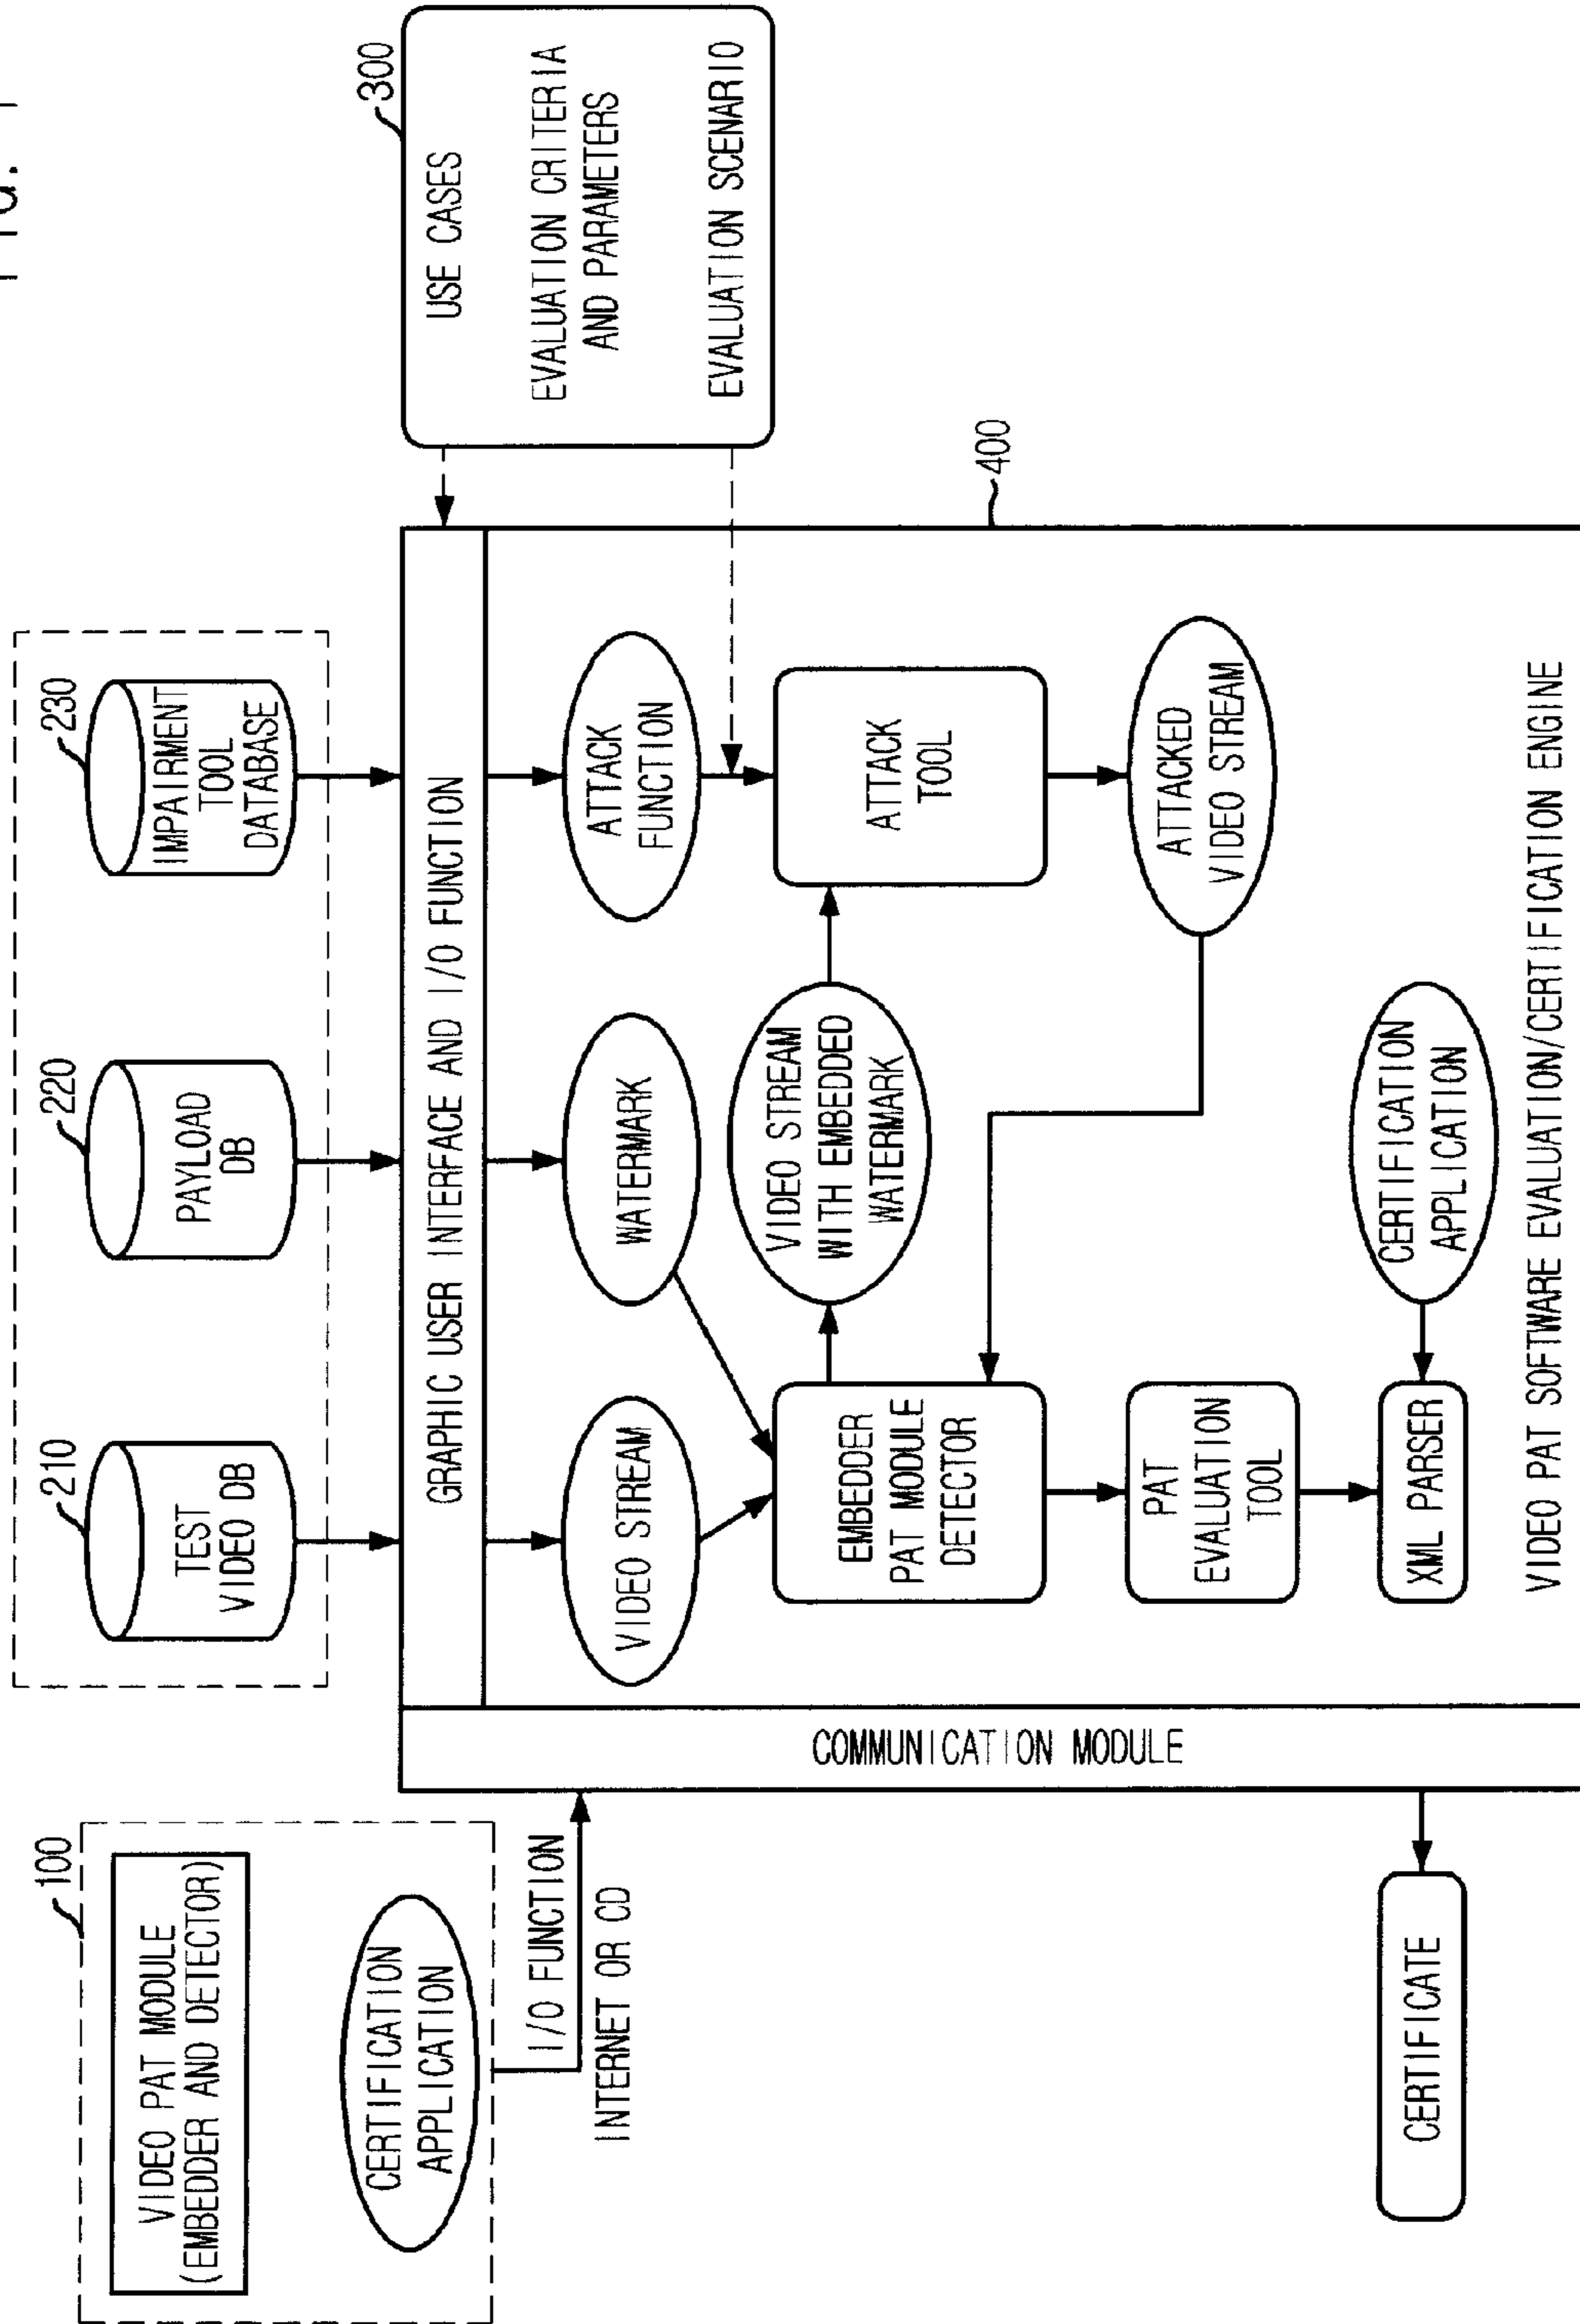 FIG. 1
100
VIDEO PAT MODULE
(EMBEDDER AND DETECTOR)
CERTIFICATION
APPLICATION
I/O FUNCTION
INTERNET OR CD
210
TEST
VIDEO DB
220
PAYLOAD
DB
230
IMPAIRMENT
TOOL
DATABASE
300
USE CASES
EVALUATION CRITERIA
AND PARAMETERS
EVALUATION SCENARIO
400
GRAPHIC USER INTERFACE AND I/O FUNCTION
COMMUNICATION MODULE
VIDEO STREAM
WATERMARK
ATTACK
FUNCTION
EMBEDDER
PAT MODULE
DETECTOR
VIDEO STREAM
WITH EMBEDDED
WATERMARK
ATTACK
TOOL
PAT
EVALUATION
TOOL
ATTACKED
VIDEO STREAM
XML PARSER
CERTIFICATION
APPLICATION
VIDEO PAT SOFTWARE EVALUATION/CERTIFICATION ENGINE
CERTIFICATE